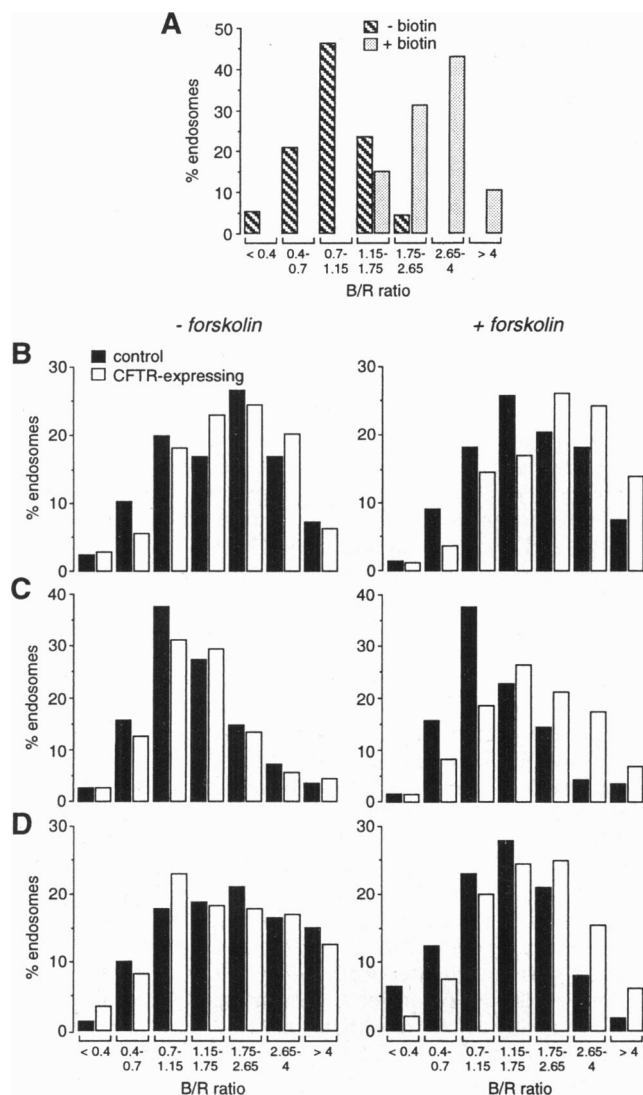 A
- biotin
+ biotin
50
40
30
20
10
0
% endosomes
< 0.4 0.4- 0.7- 1.15- 1.75- 2.65- > 4
0.7 1.15 1.75 2.65 4
B/R ratio
- forskolin + forskolin
B
control
CFTR-expressing
30 30
20 20
10 10
0 0
% endosomes
C
40 40
30 30
20 20
10 10
0 0
% endosomes
D
30 30
20 20
10 10
0 0
% endosomes
< 0.4 0.4- 0.7- 1.15- 1.75- 2.65- > 4 < 0.4 0.4- 0.7- 1.15- 1.75- 2.65- > 4
0.7 1.15 1.75 2.65 4 0.7 1.15 1.75 2.65 4
B/R ratio B/R ratio